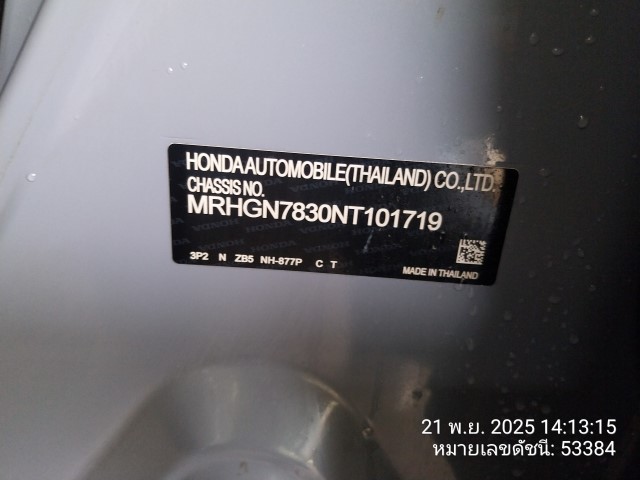 HONDA AUTOMOBILE (THAILAND) CO.,LTD.
CHASSIS NO.
MRHGN7830NT101719
3P2 N ZB5 NH-877P C T
MADE IN THAILAND
21 พ.ย. 2025 14:13:15
หมายเลขดัชนี: 53384